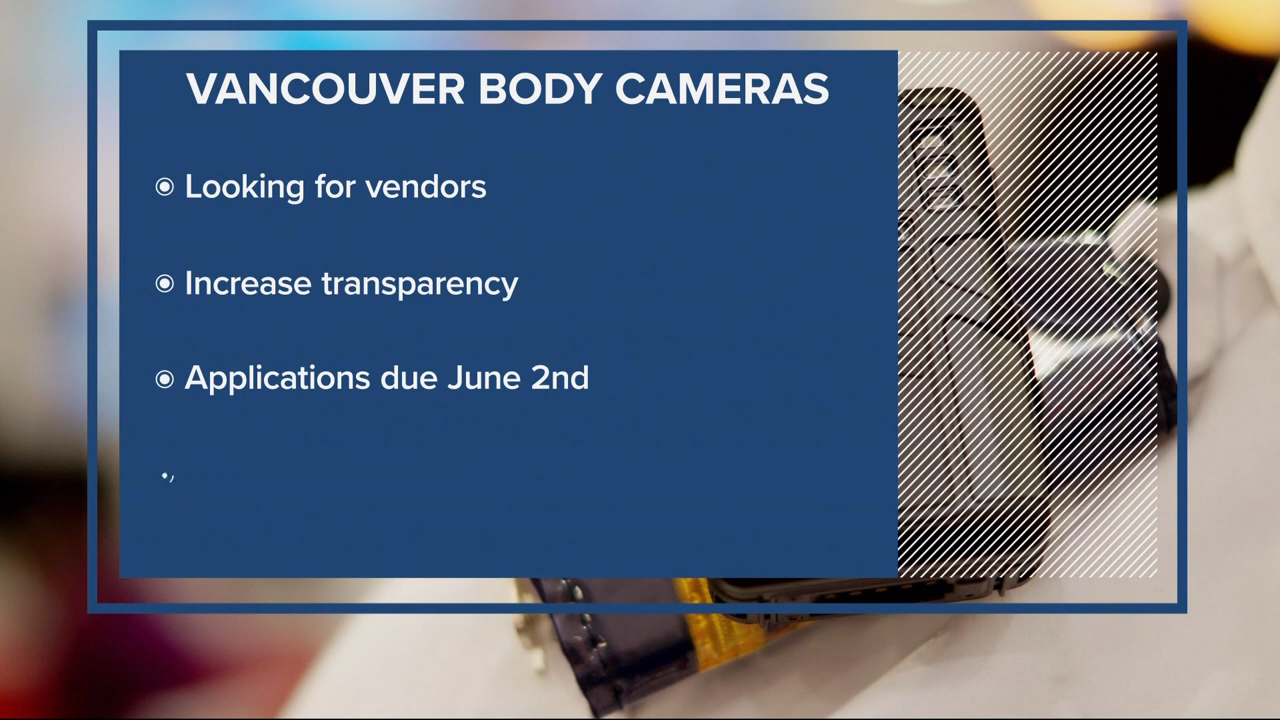 VANCOUVER BODY CAMERAS
Looking for vendors
Increase transparency
Applications due June 2nd